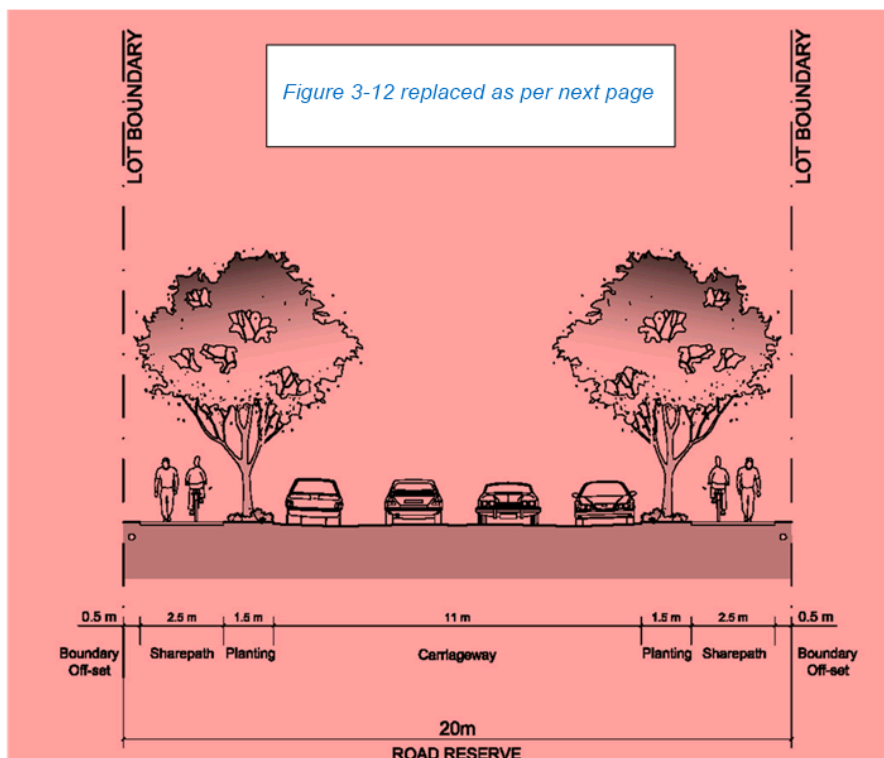 LOT BOUNDARY
LOT BOUNDARY
Figure 3-12 replaced as per next page
0.5 m 2.5 m 1.5 m 11 m 1.5 m 2.5 m 0.5 m
Boundary Sharepath Planting Carriageway Planting Sharepath Boundary
Off-set Off-set
20m
ROAD RESERVE